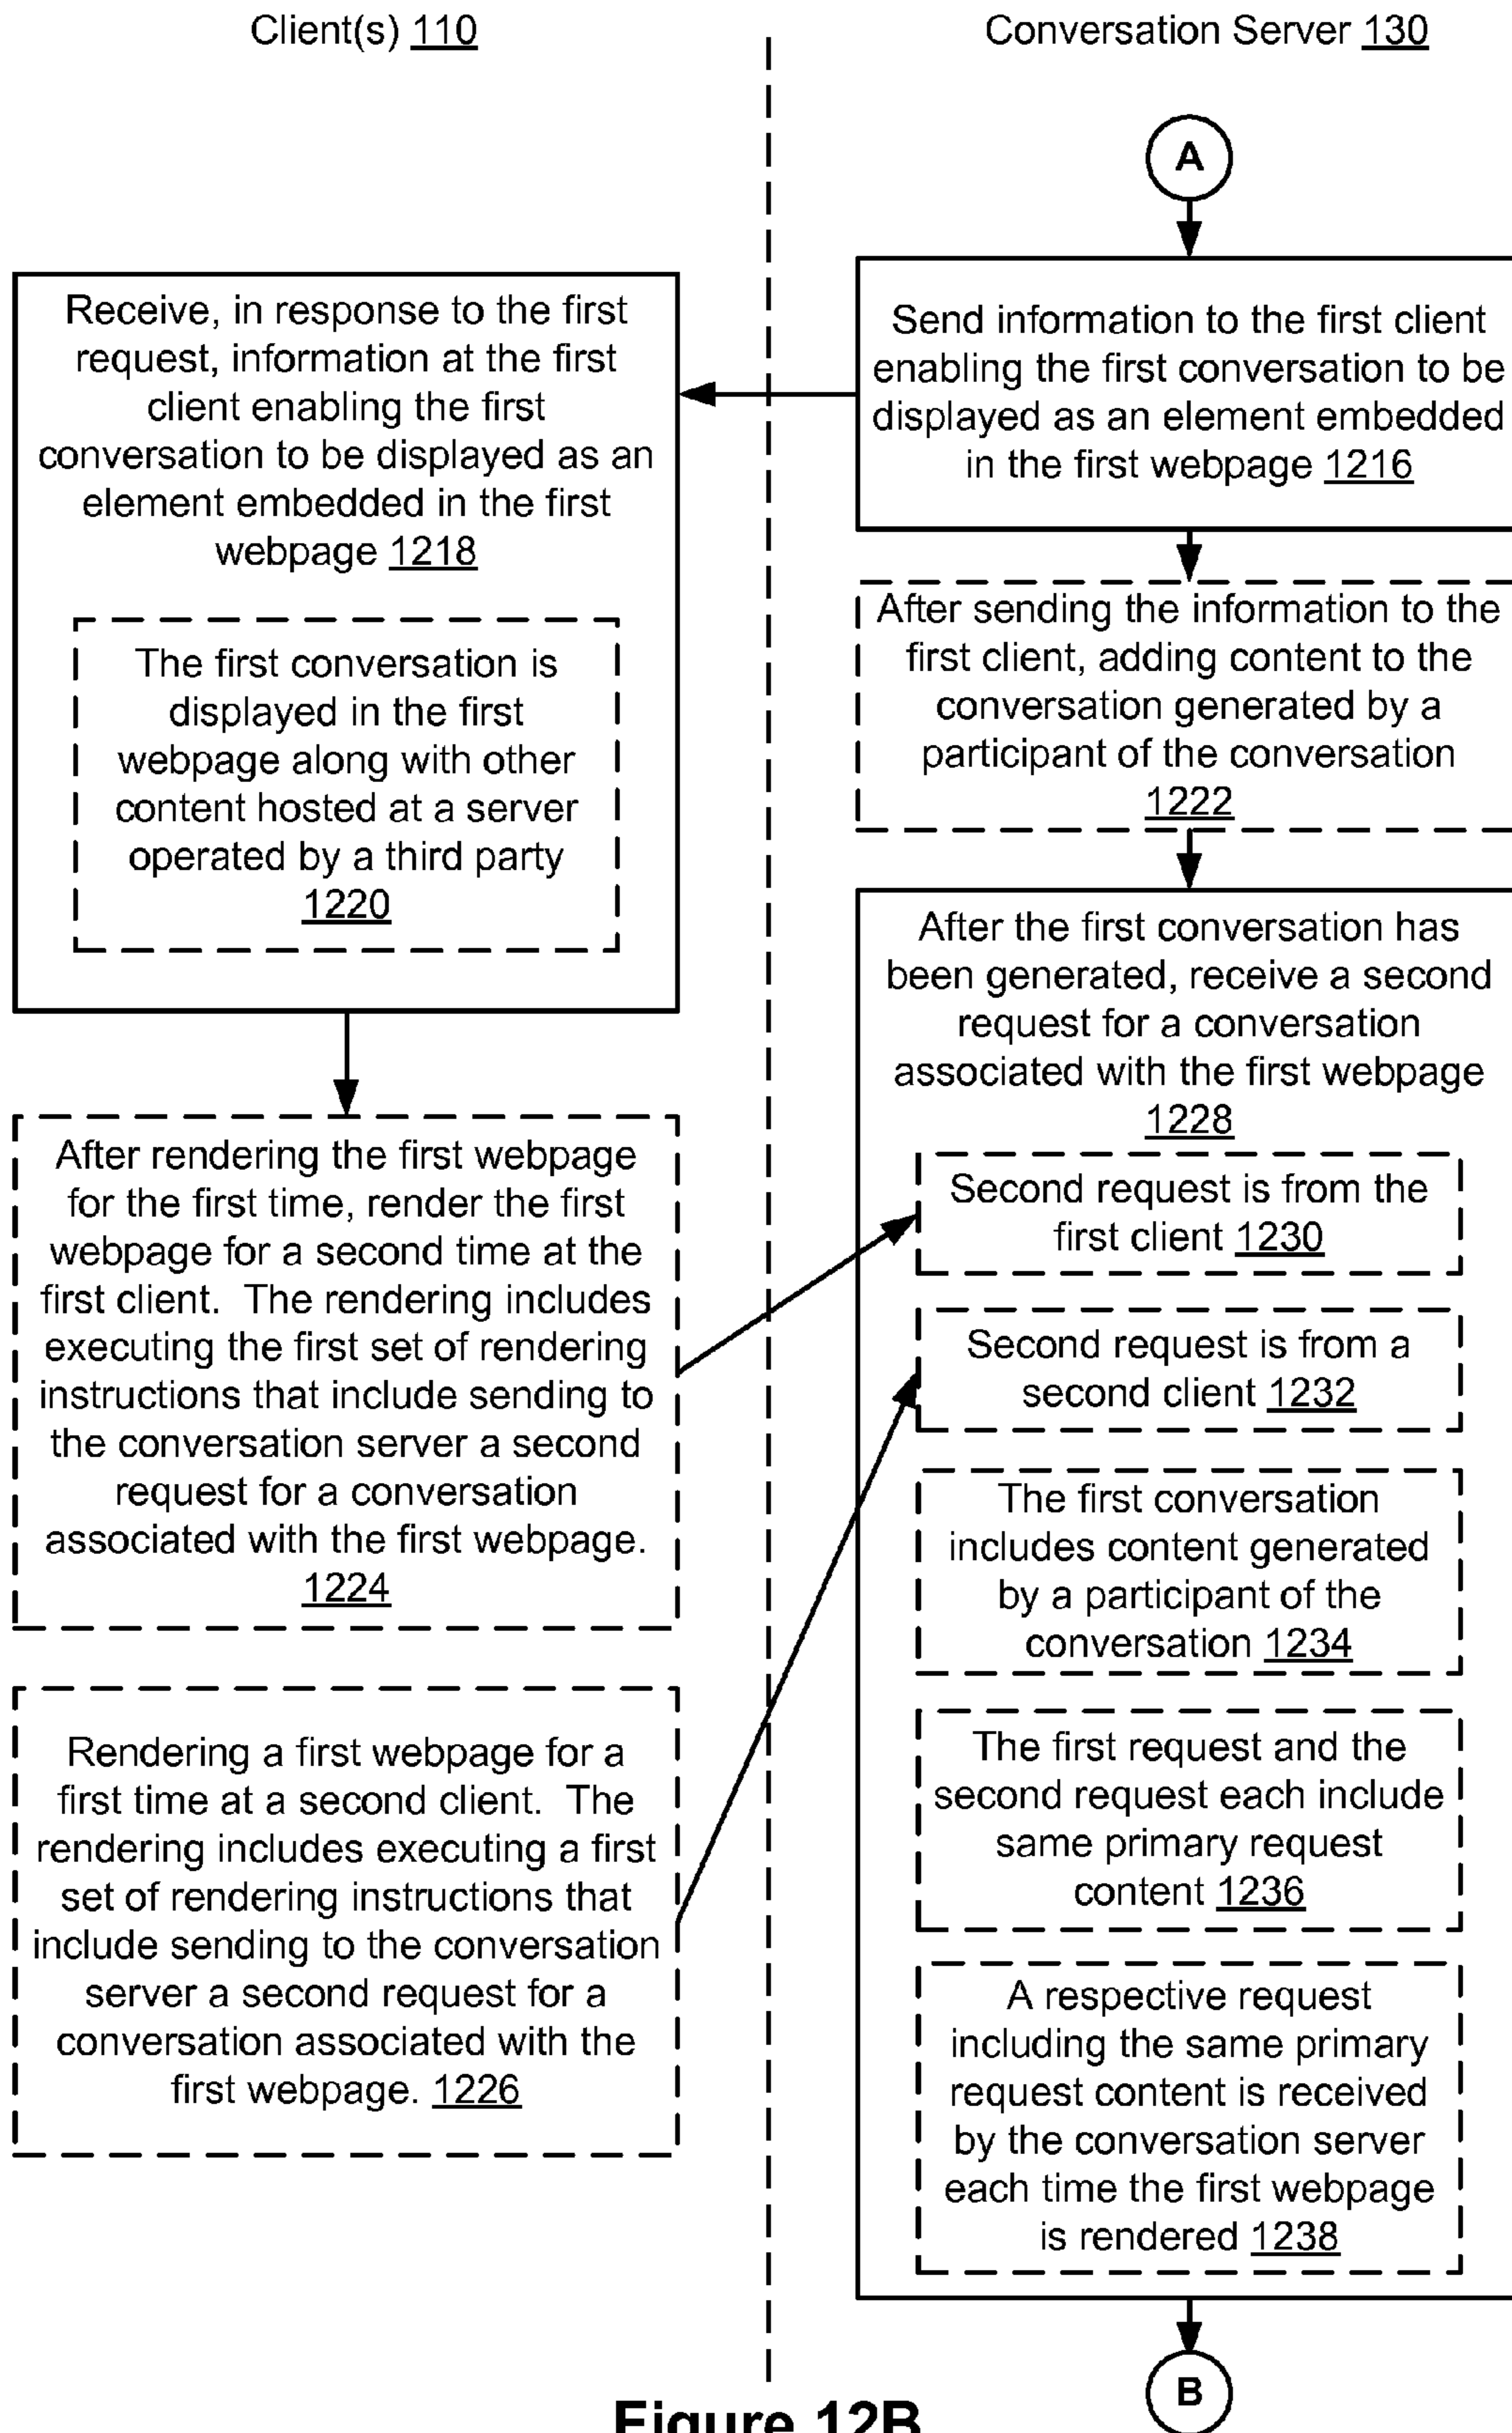 Client(s) 110
Conversation Server 130
A
Send information to the first client
enabling the first conversation to be
displayed as an element embedded
in the first webpage 1216
Receive, in response to the first
request, information at the first
client enabling the first
conversation to be displayed as an
element embedded in the first
webpage 1218
The first conversation is
displayed in the first
webpage along with other
content hosted at a server
operated by a third party
1220
After sending the information to the
first client, adding content to the
conversation generated by a
participant of the conversation
1222
After rendering the first webpage
for the first time, render the first
webpage for a second time at the
first client. The rendering includes
executing the first set of rendering
instructions that include sending to
the conversation server a second
request for a conversation
associated with the first webpage.
1224
Rendering a first webpage for a
first time at a second client. The
rendering includes executing a first
set of rendering instructions that
include sending to the conversation
server a second request for a
conversation associated with the
first webpage. 1226
After the first conversation has
been generated, receive a second
request for a conversation
associated with the first webpage
1228
Second request is from the
first client 1230
Second request is from a
second client 1232
The first conversation
includes content generated
by a participant of the
conversation 1234
The first request and the
second request each include
same primary request
content 1236
A respective request
including the same primary
request content is received
by the conversation server
each time the first webpage
is rendered 1238
B
Figure 12B